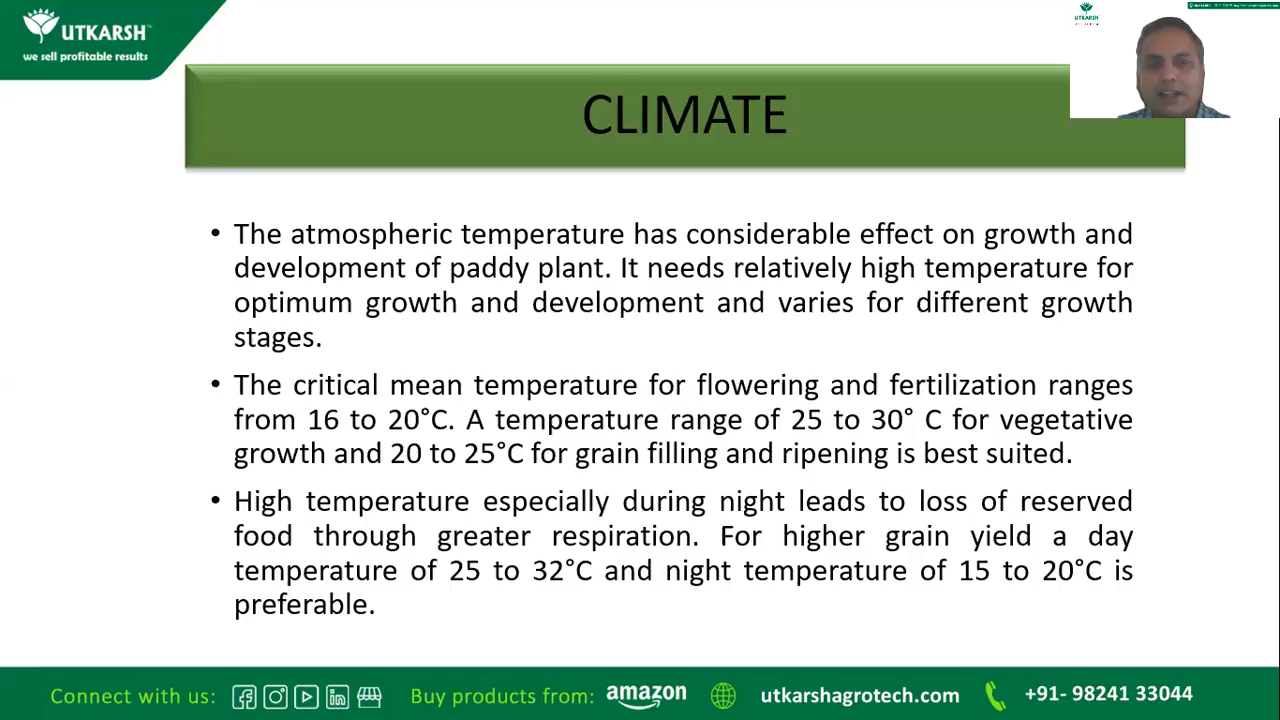 UTKARSH
we sell profitable results
UTKARSH
CLIMATE
• The atmospheric temperature has considerable effect on growth and
development of paddy plant. It needs relatively high temperature for
optimum growth and development and varies for different growth
stages.
• The critical mean temperature for flowering and fertilization ranges
from 16 to 20°C. A temperature range of 25 to 30° C for vegetative
growth and 20 to 25°C for grain filling and ripening is best suited.
• High temperature especially during night leads to loss of reserved
food through greater respiration. For higher grain yield a day
temperature of 25 to 32°C and night temperature of 15 to 20°C is
preferable.
Connect with us: Buy products from: amazon utkarshagrotech.com +91- 98241 33044